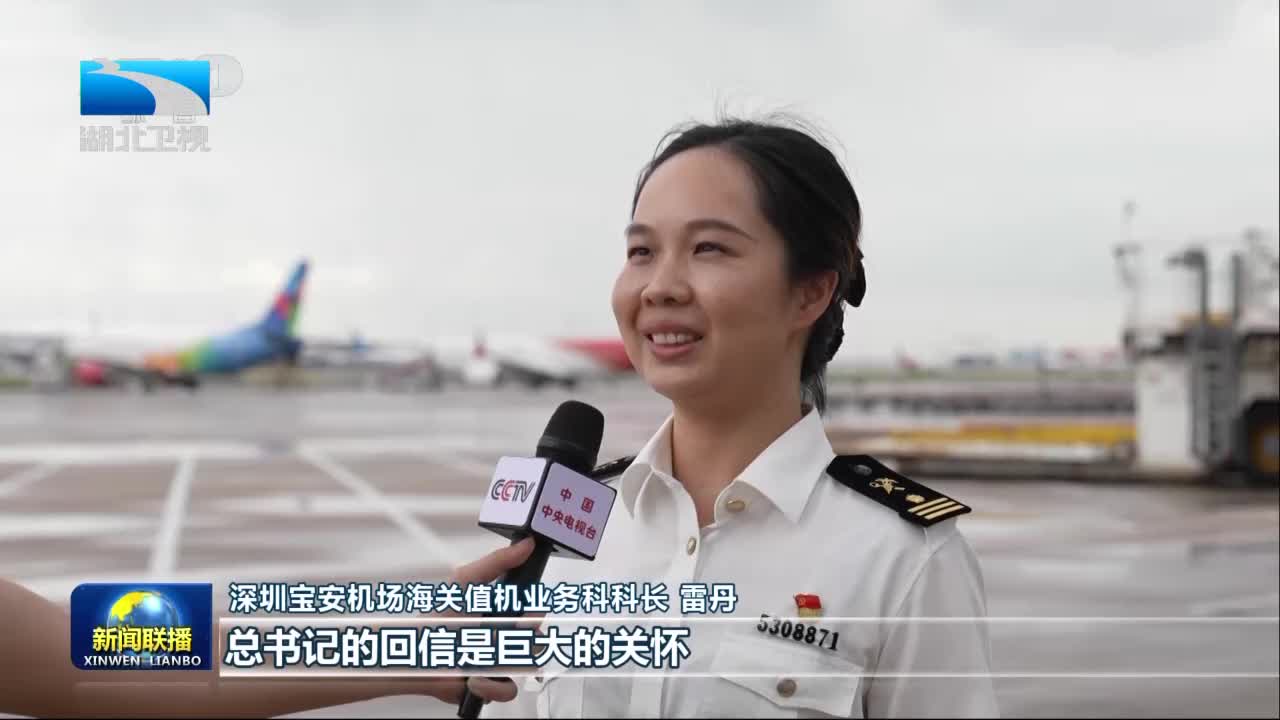 湖北卫视
CCTV
中国
中央电视台
深圳宝安机场海关值机业务科科长 雷丹
5308871
新闻联播
XINWEN LIANBO
总书记的回信是巨大的关怀